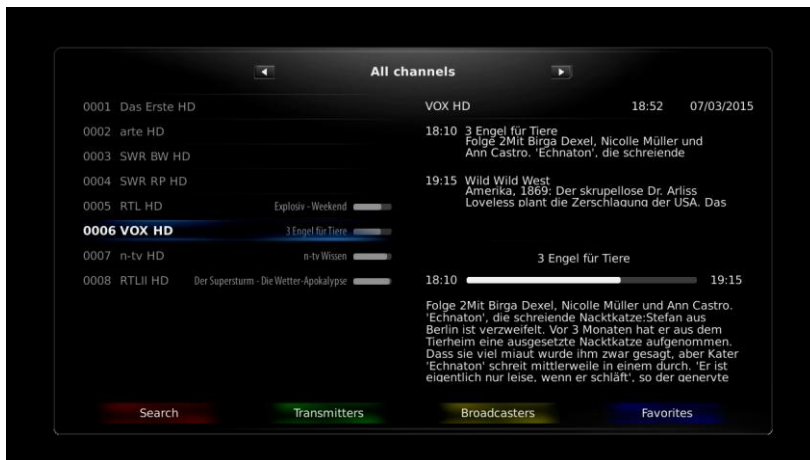 All channels
0001 Das Erste HD
0002 arte HD
0003 SWR BW HD
0004 SWR RP HD
0005 RTL HD Explosiv - Weekend
0006 VOX HD 3 Engel für Tiere
0007 n-tv HD n-tv Wissen
0008 RTLII HD Der Supersturm - Die Wetter-Apokalypse
VOX HD 18:52 07/03/2015
18:10 3 Engel für Tiere
Folge 2Mit Birga Dexel, Nicolle Müller und
Ann Castro. 'Echnaton', die schreiende
19:15 Wild Wild West
Amerika, 1869: Der skrupellose Dr. Arliss
Loveless plant die Zerschlagung der USA. Das
3 Engel für Tiere
18:10 19:15
Folge 2Mit Birga Dexel, Nicolle Müller und Ann Castro.
'Echnaton', die schreiende Nacktkatze:Stefan aus
Berlin ist verzweifelt. Vor 3 Monaten hat er aus dem
Tierheim eine ausgesetzte Nacktkatze aufgenommen.
Dass sie viel miaut wurde ihm zwar gesagt, aber Kater
'Echnaton' schreit mittlerweile in einem durch. 'Er ist
eigentlich nur leise, wenn er schläft', so der genervte
Search Transmitters Broadcasters Favorites